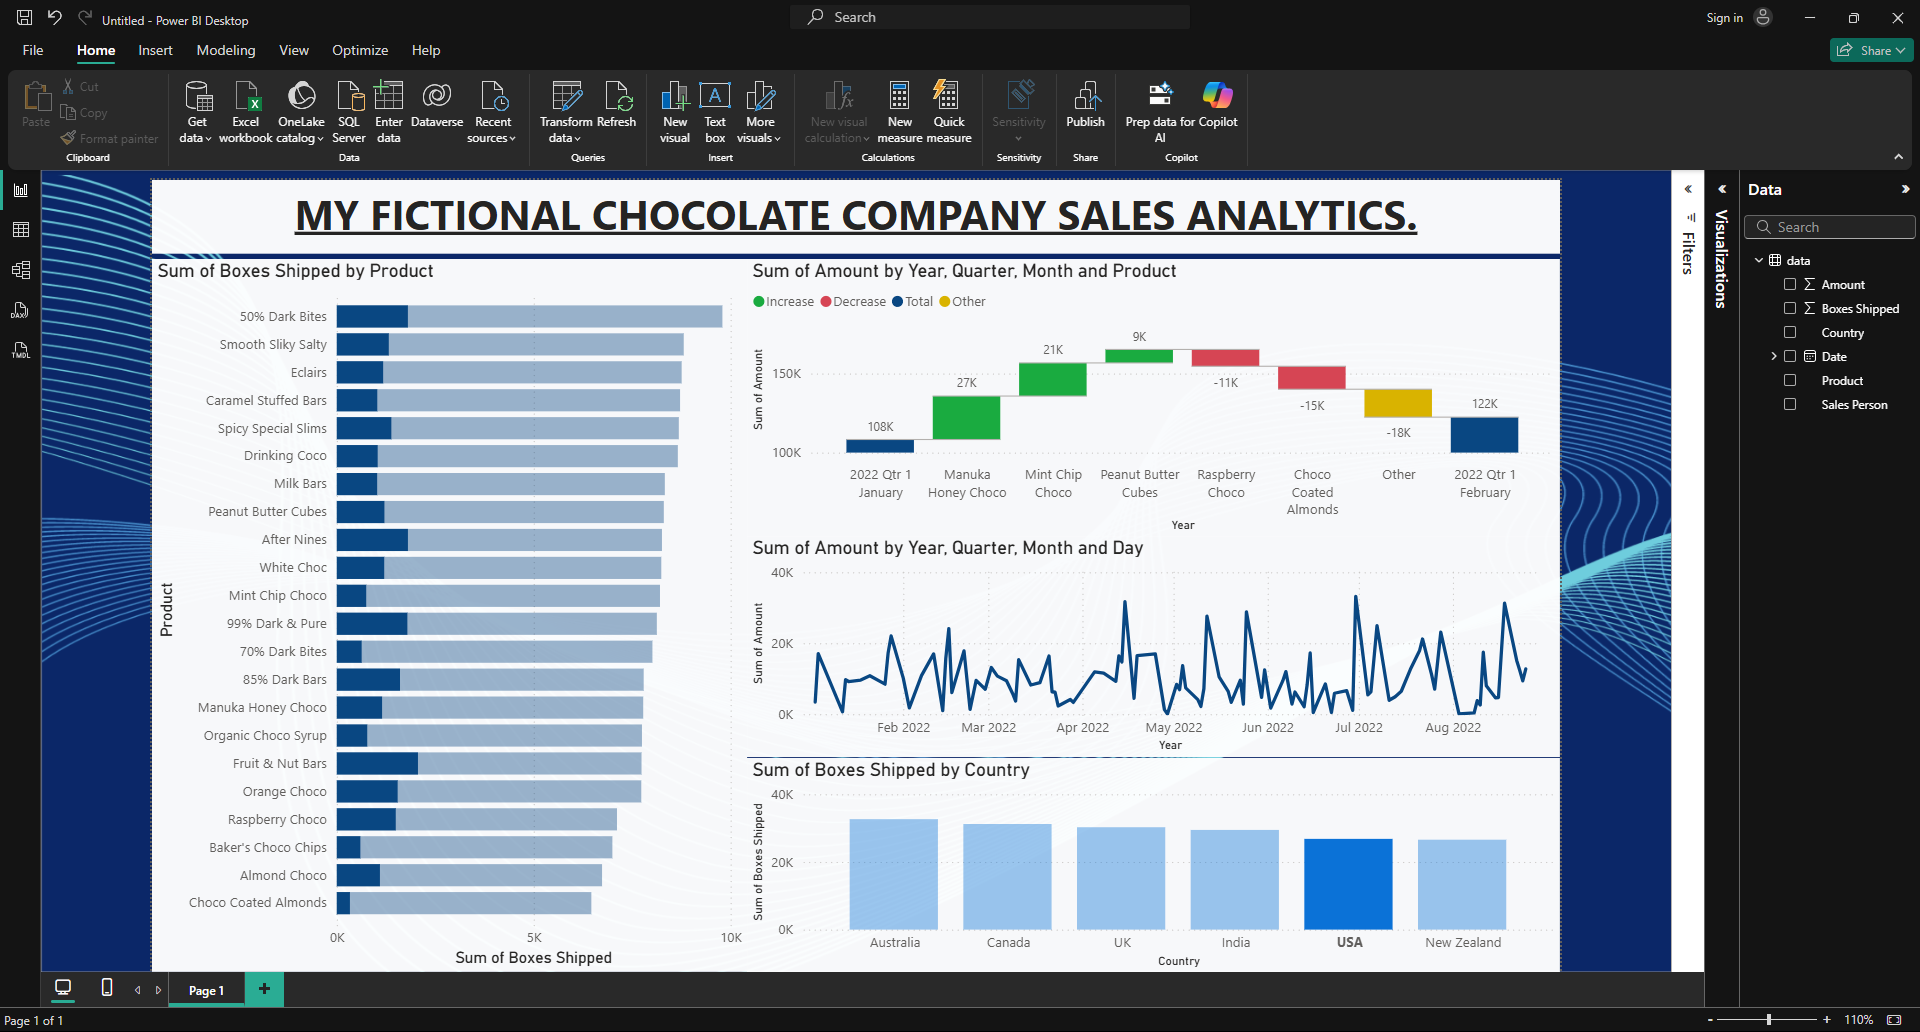 Untitled - Power BI Desktop
Search
Sign in
File Home Insert Modeling View Optimize Help
Share
Paste
Cut
Copy
Format painter
Clipboard
Get data
Excel workbook
OneLake catalog
SQL Server
Enter data
Dataverse
Recent sources
Data
Transform data
Refresh
Queries
New visual
Text box
More visuals
Insert
New visual calculation
New measure
Quick measure
Calculations
Sensitivity
Sensitivity
Publish
Share
Prep data for AI
Copilot
Copilot
MY FICTIONAL CHOCOLATE COMPANY SALES ANALYTICS.
Sum of Boxes Shipped by Product
Product
50% Dark Bites
Smooth Sliky Salty
Eclairs
Caramel Stuffed Bars
Spicy Special Slims
Drinking Coco
Milk Bars
Peanut Butter Cubes
After Nines
White Choc
Mint Chip Choco
99% Dark & Pure
70% Dark Bites
85% Dark Bars
Manuka Honey Choco
Organic Choco Syrup
Fruit & Nut Bars
Orange Choco
Raspberry Choco
Baker's Choco Chips
Almond Choco
Choco Coated Almonds
0K 5K 10K
Sum of Boxes Shipped
Sum of Amount by Year, Quarter, Month and Product
Increase Decrease Total Other
Sum of Amount
150K
100K
108K
27K
21K
9K
-11K
-15K
-18K
122K
2022 Qtr 1 January
Manuka Honey Choco
Mint Chip Choco
Peanut Butter Cubes
Raspberry Choco
Choco Coated Almonds
Other
2022 Qtr 1 February
Year
Sum of Amount by Year, Quarter, Month and Day
Sum of Amount
40K
20K
0K
Feb 2022 Mar 2022 Apr 2022 May 2022 Jun 2022 Jul 2022 Aug 2022
Year
Sum of Boxes Shipped by Country
Sum of Boxes Shipped
40K
20K
0K
Australia Canada UK India USA New Zealand
Country
Filters
Visualizations
Data
Search
data
Amount
Boxes Shipped
Country
Date
Product
Sales Person
Page 1
+
Page 1 of 1
- + 110%